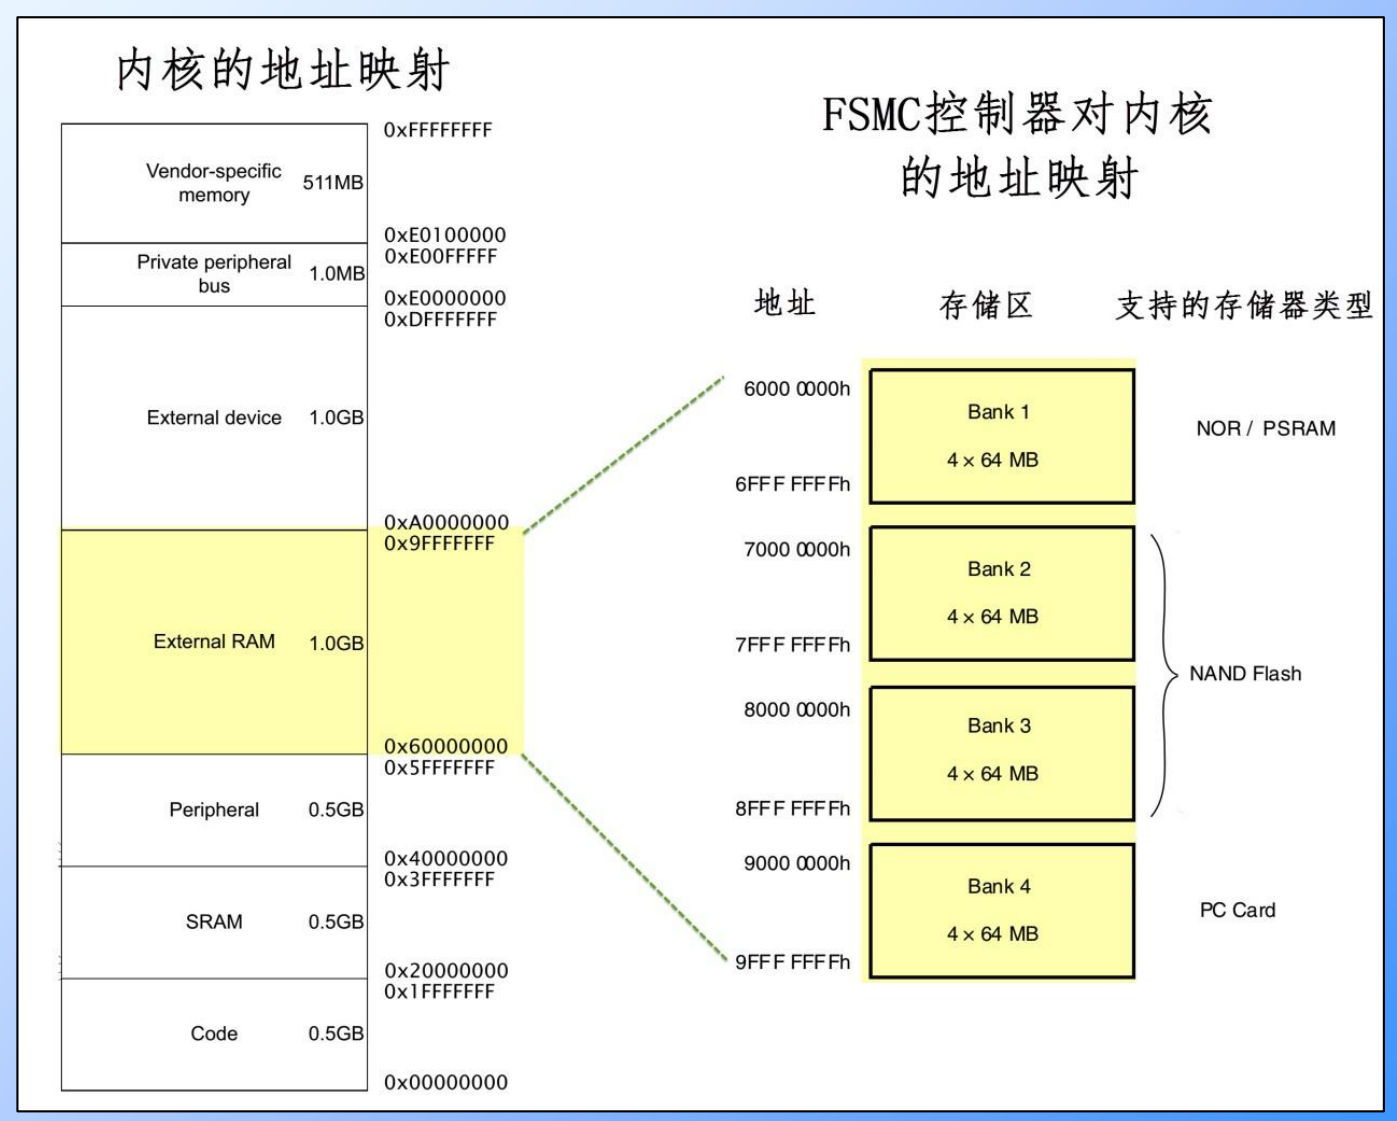 内核的地址映射
0xFFFFFFFF
Vendor-specific
memory
511MB
0xE0100000
0xE00FFFFF
Private peripheral
bus
1.0MB
0xE0000000
0xDFFFFFFF
External device
1.0GB
0xA0000000
0x9FFFFFFF
External RAM
1.0GB
0x60000000
0x5FFFFFFF
Peripheral
0.5GB
0x40000000
0x3FFFFFFF
SRAM
0.5GB
0x20000000
0x1FFFFFFF
Code
0.5GB
0x00000000
FSMC控制器对内核
的地址映射
地址 存储区 支持的存储器类型
6000 0000h
Bank 1
4 × 64 MB
6FFF FFFFh
NOR / PSRAM
7000 0000h
Bank 2
4 × 64 MB
7FFF FFFFh
NAND Flash
8000 0000h
Bank 3
4 × 64 MB
8FFF FFFFh
9000 0000h
Bank 4
4 × 64 MB
9FFF FFFFh
PC Card